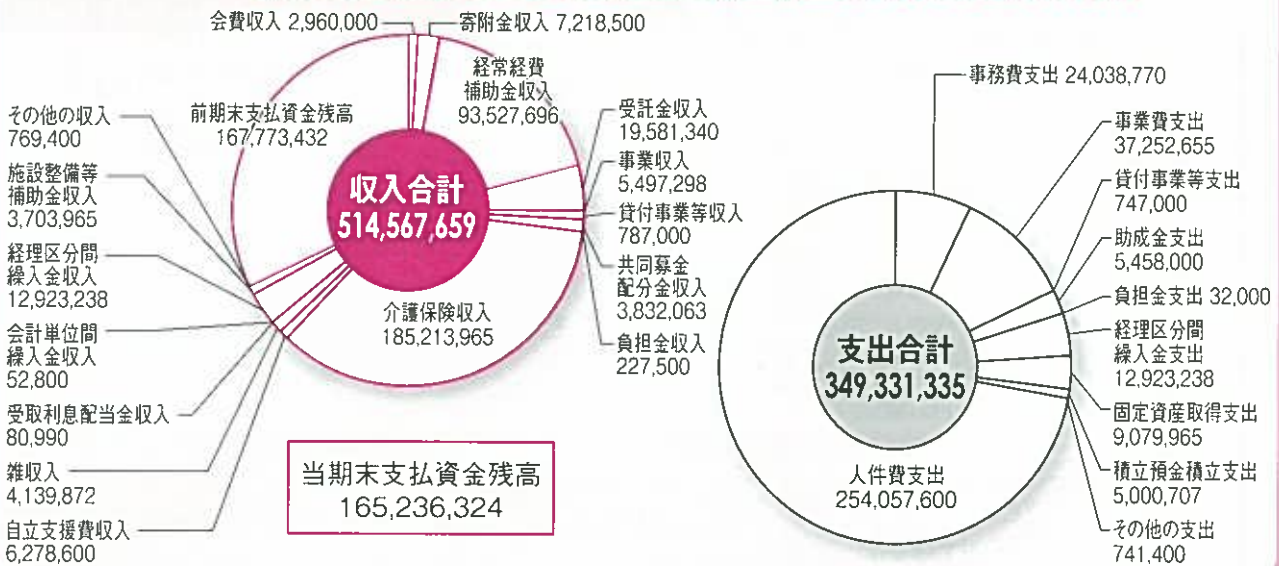 会費収入 2,960,000
寄附金収入 7,218,500
経常経費
補助金収入
93,527,696
受託金収入
19,581,340
事業収入
5,497,298
貸付事業等収入
787,000
共同募金
配分金収入
3,832,063
負担金収入
227,500
介護保険収入
185,213,965
自立支援費収入
6,278,600
雑収入
4,139,872
受取利息配当金収入
80,990
会計単位間
繰入金収入
52,800
経理区分間
繰入金収入
12,923,238
施設整備等
補助金収入
3,703,965
その他の収入
769,400
前期末支払資金残高
167,773,432
収入合計
514,567,659
当期末支払資金残高
165,236,324
事務費支出 24,038,770
事業費支出
37,252,655
貸付事業等支出
747,000
助成金支出
5,458,000
負担金支出 32,000
経理区分間
繰入金支出
12,923,238
固定資産取得支出
9,079,965
積立預金積立支出
5,000,707
その他の支出
741,400
人件費支出
254,057,600
支出合計
349,331,335